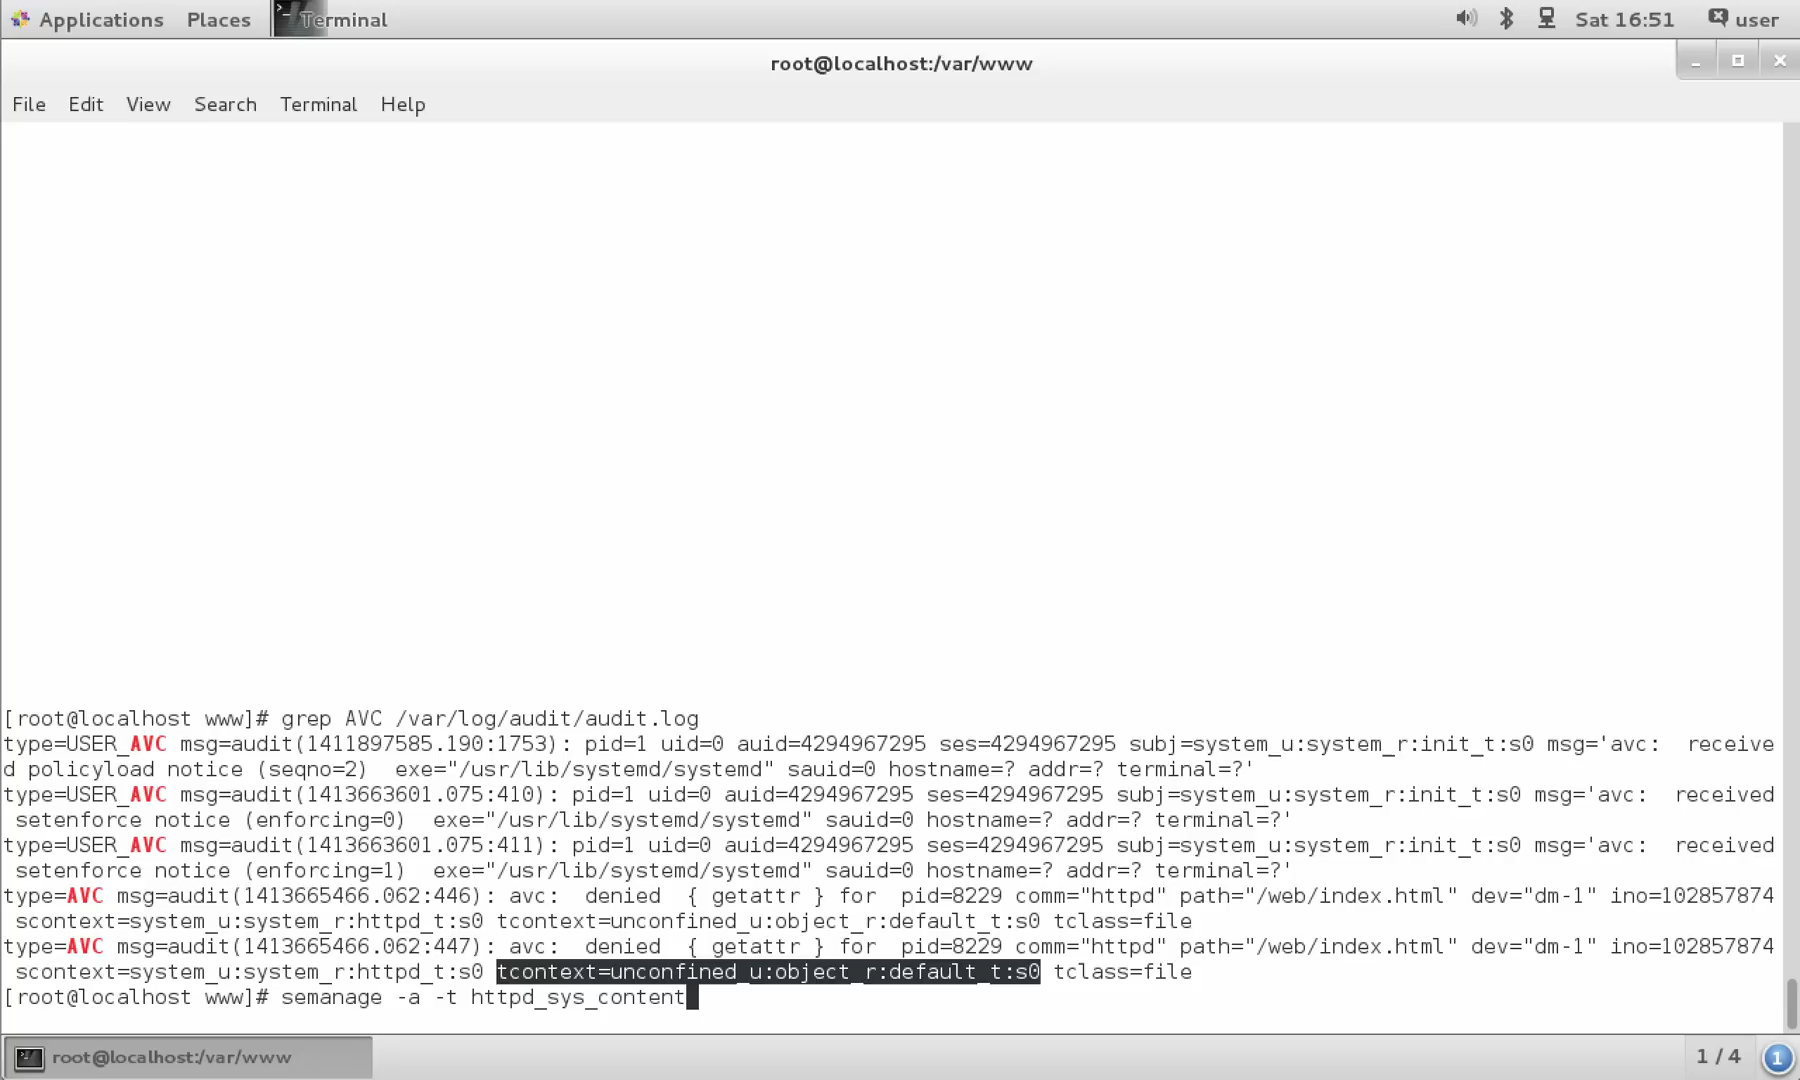 Applications Places Terminal Sat 16:51 user
root@localhost:/var/www
File Edit View Search Terminal Help
[root@localhost www]# grep AVC /var/log/audit/audit.log
type=USER_AVC msg=audit(1411897585.190:1753): pid=1 uid=0 auid=4294967295 ses=4294967295 subj=system_u:system_r:init_t:s0 msg='avc:  receive
d policyload notice (seqno=2)  exe="/usr/lib/systemd/systemd" sauid=0 hostname=? addr=? terminal=?'
type=USER_AVC msg=audit(1413663601.075:410): pid=1 uid=0 auid=4294967295 ses=4294967295 subj=system_u:system_r:init_t:s0 msg='avc:  received
 setenforce notice (enforcing=0)  exe="/usr/lib/systemd/systemd" sauid=0 hostname=? addr=? terminal=?'
type=USER_AVC msg=audit(1413663601.075:411): pid=1 uid=0 auid=4294967295 ses=4294967295 subj=system_u:system_r:init_t:s0 msg='avc:  received
 setenforce notice (enforcing=1)  exe="/usr/lib/systemd/systemd" sauid=0 hostname=? addr=? terminal=?'
type=AVC msg=audit(1413665466.062:446): avc:  denied  { getattr } for  pid=8229 comm="httpd" path="/web/index.html" dev="dm-1" ino=102857874
 scontext=system_u:system_r:httpd_t:s0 tcontext=unconfined_u:object_r:default_t:s0 tclass=file
type=AVC msg=audit(1413665466.062:447): avc:  denied  { getattr } for  pid=8229 comm="httpd" path="/web/index.html" dev="dm-1" ino=102857874
 scontext=system_u:system_r:httpd_t:s0 tcontext=unconfined_u:object_r:default_t:s0 tclass=file
[root@localhost www]# semanage -a -t httpd_sys_content
root@localhost:/var/www 1 / 4 1